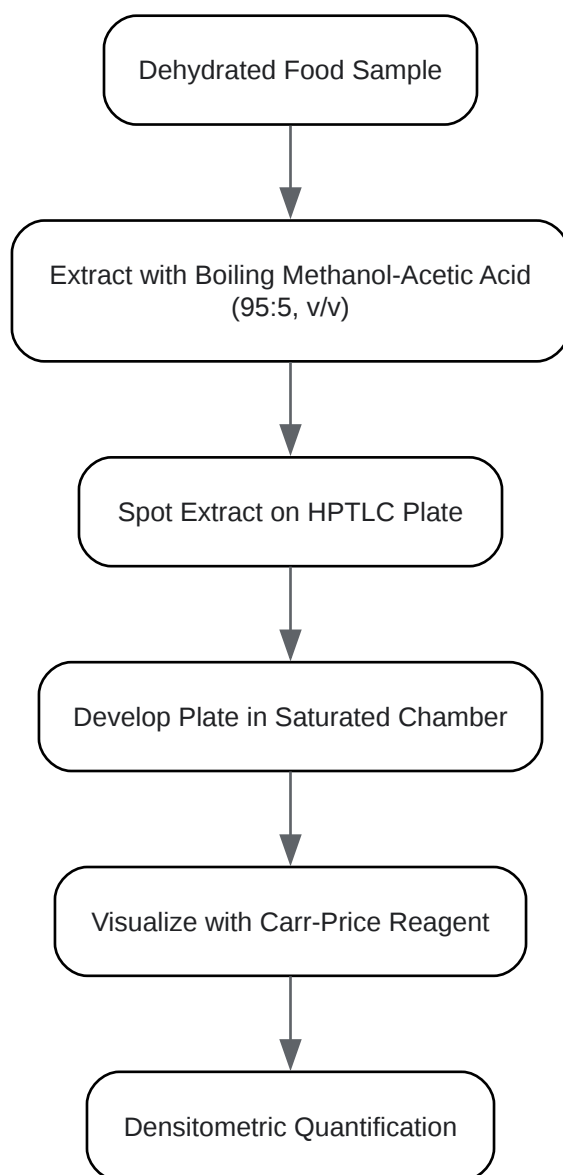 Dehydrated Food Sample
Extract with Boiling Methanol-Acetic Acid
(95:5, v/v)
Spot Extract on HPTLC Plate
Develop Plate in Saturated Chamber
Visualize with Carr-Price Reagent
Densitometric Quantification